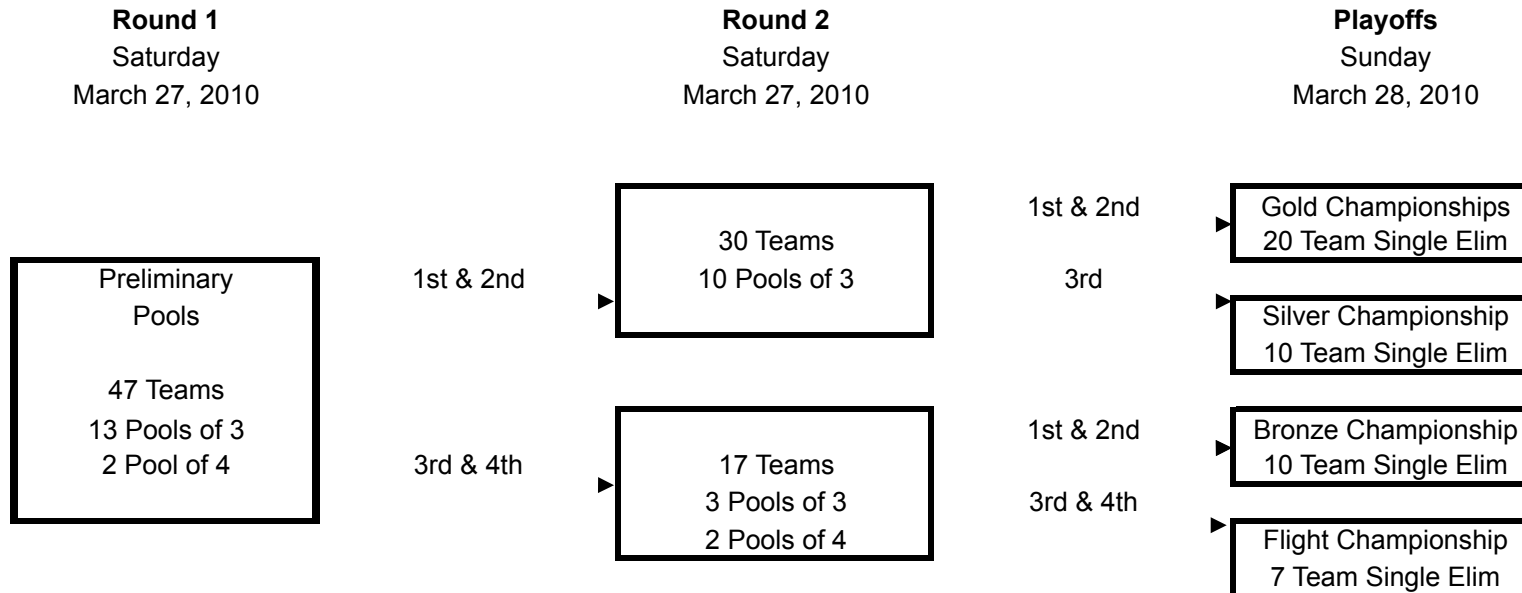 Round 1
Saturday
March 27, 2010
Round 2
Saturday
March 27, 2010
Playoffs
Sunday
March 28, 2010
Preliminary
Pools
47 Teams
13 Pools of 3
2 Pool of 4
1st & 2nd
3rd & 4th
30 Teams
10 Pools of 3
17 Teams
3 Pools of 3
2 Pools of 4
1st & 2nd
3rd
1st & 2nd
3rd & 4th
Gold Championships
20 Team Single Elim
Silver Championship
10 Team Single Elim
Bronze Championship
10 Team Single Elim
Flight Championship
7 Team Single Elim